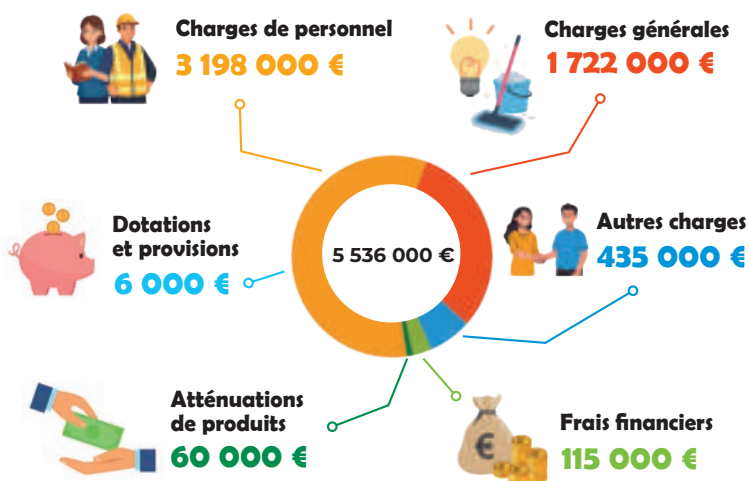 Charges de personnel
3 198 000 €
Charges générales
1 722 000 €
Dotations
et provisions
6 000 €
5 536 000 €
Autres charges
435 000 €
Atténuations
de produits
60 000 €
Frais financiers
115 000 €
€